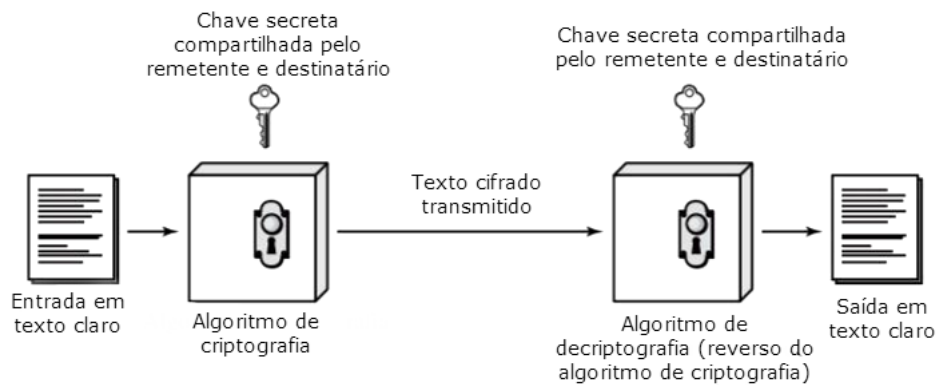 Chave secreta
compartilhada pelo
remetente e destinatário
Chave secreta compartilhada
pelo remetente e destinatário
Texto cifrado
transmitido
Entrada em
texto claro
Algoritmo de
criptografia
Algoritmo de
decriptografia (reverso do
algoritmo de criptografia)
Saída em
texto claro